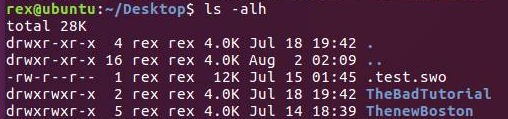 rex@ubuntu:~/Desktop$ ls -alh
total 28K
drwxr-xr-x  4 rex rex 4.0K Jul 18 19:42 .
drwxr-xr-x 16 rex rex 4.0K Aug  2 02:09 ..
-rw-r--r--  1 rex rex  12K Jul 15 01:45 .test.swo
drwxrwxr-x  2 rex rex 4.0K Jul 18 19:42 TheBadTutorial
drwxrwxr-x  5 rex rex 4.0K Jul 14 18:39 ThenewBoston